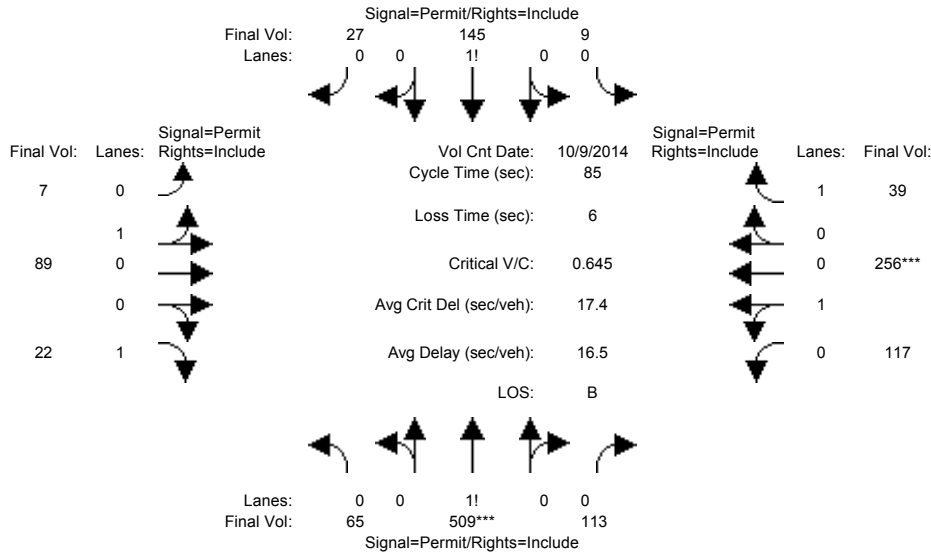 Signal=Permit/Rights=Include
Final Vol: 27 145 9
Lanes: 0 0 1! 0 0
Signal=Permit Signal=Permit
Final Vol: Lanes: Rights=Include Vol Cnt Date: 10/9/2014 Rights=Include Lanes: Final Vol:
Cycle Time (sec): 85
7 0 1 39
Loss Time (sec): 6
1 0
89 0 Critical V/C: 0.645 0 256***
0 Avg Crit Del (sec/veh): 17.4 1
22 1 Avg Delay (sec/veh): 16.5 0 117
LOS: B
Lanes: 0 0 1! 0 0
Final Vol: 65 509*** 113
Signal=Permit/Rights=Include